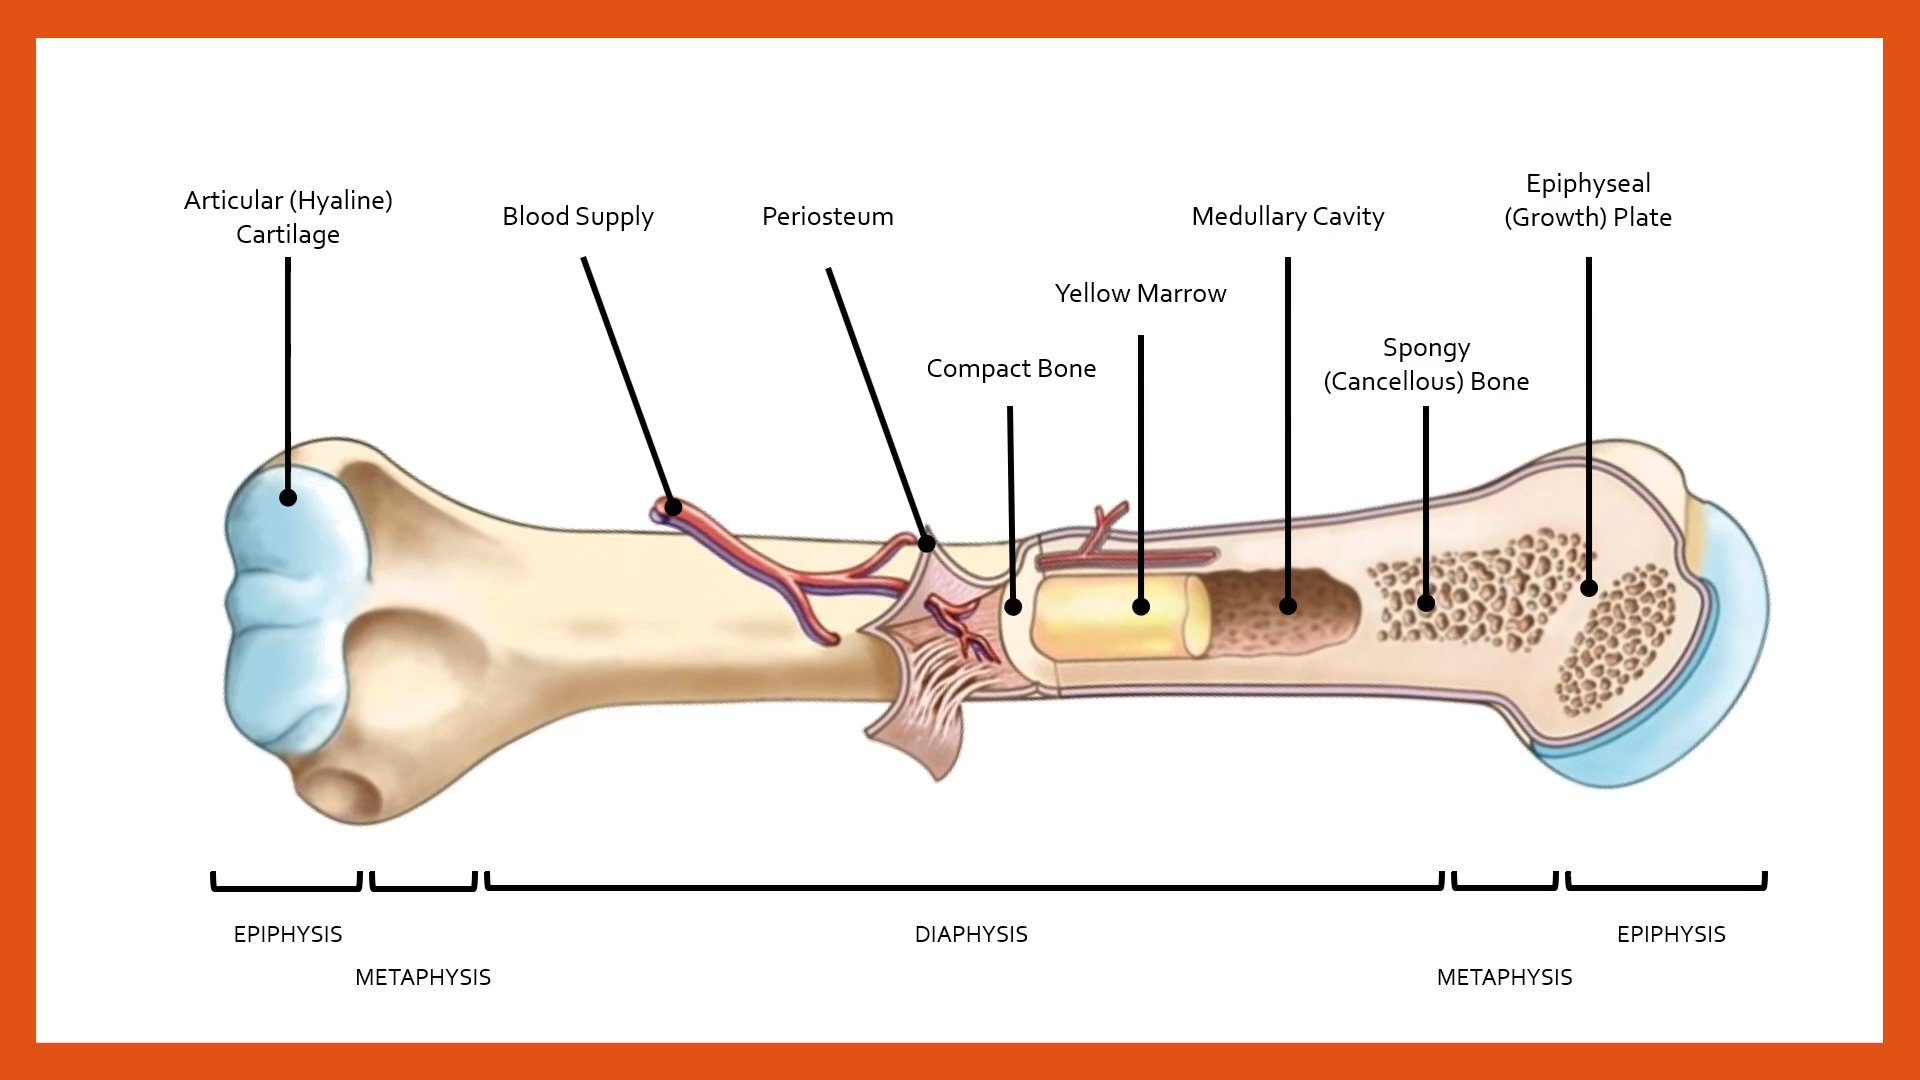 Articular (Hyaline)
Cartilage
Blood Supply
Periosteum
Compact Bone
Yellow Marrow
Medullary Cavity
Spongy
(Cancellous) Bone
Epiphyseal
(Growth) Plate
EPIPHYSIS
METAPHYSIS
DIAPHYSIS
METAPHYSIS
EPIPHYSIS